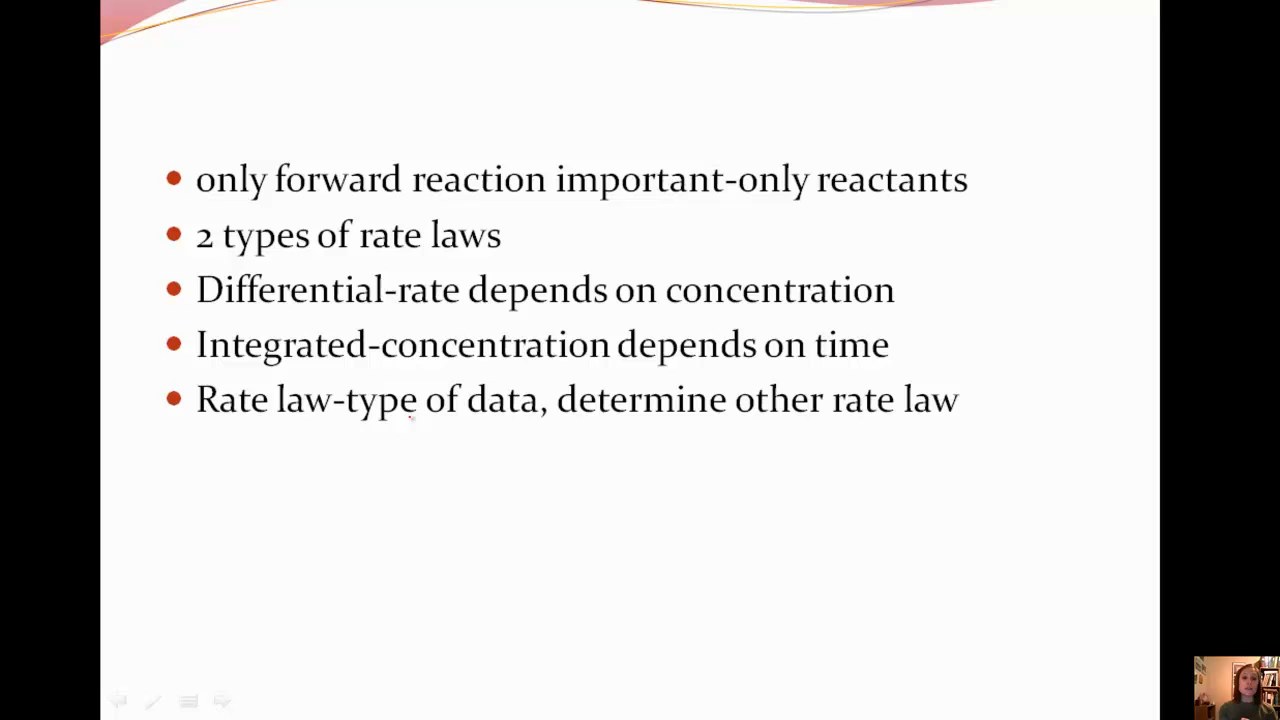 only forward reaction important-only reactants
2 types of rate laws
Differential-rate depends on concentration
Integrated-concentration depends on time
Rate law-type of data, determine other rate law